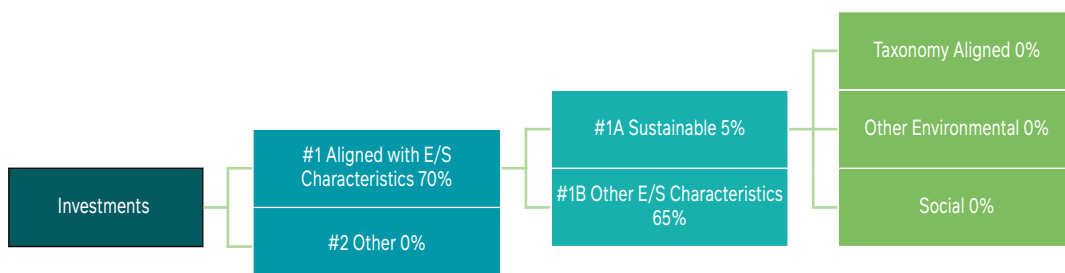 Investments
#1 Aligned with E/S
Characteristics 70%
#2 Other 0%
#1A Sustainable 5%
#1B Other E/S Characteristics
65%
Taxonomy Aligned 0%
Other Environmental 0%
Social 0%